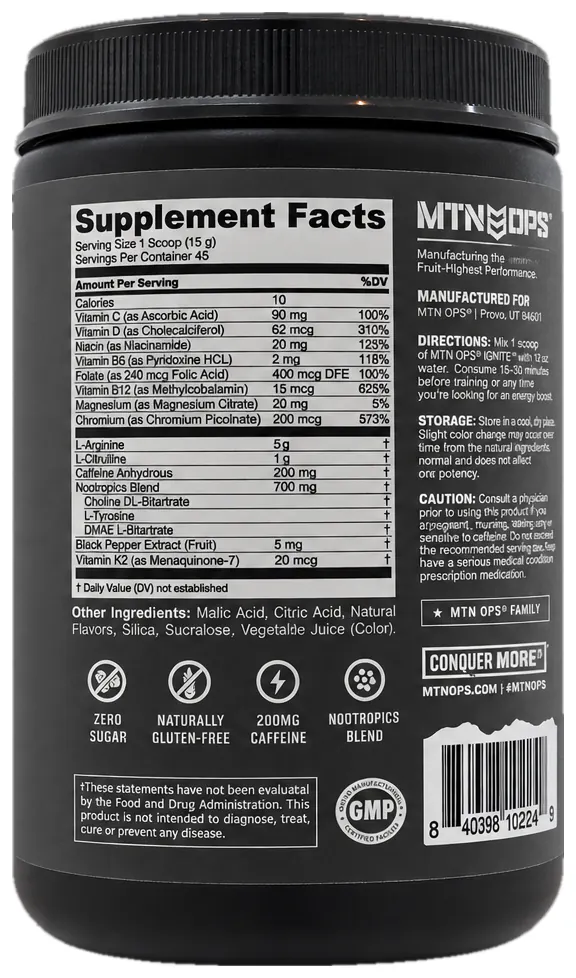 Supplement Facts
Serving Size 1 Scoop (15 g)
Servings Per Container 45
Amount Per Serving %DV
Calories 10
Vitamin C (as Ascorbic Acid) 90 mg 100%
Vitamin D (as Cholecalciferol) 62 mcg 310%
Niacin (as Niacinamide) 20 mg 125%
Vitamin B6 (as Pyridoxine HCL) 2 mg 118%
Folate (as 240 mcg Folic Acid) 400 mcg DFE 100%
Vitamin B12 (as Methylcobalamin) 15 mcg 625%
Magnesium (as Magnesium Citrate) 20 mg 5%
Chromium (as Chromium Picolnate) 200 mcg 573%
L-Arginine 5 g †
L-Citrulline 1 g †
Caffeine Anhydrous 200 mg †
Nootropics Blend 700 mg †
Choline DL-Bitartrate †
L-Tyrosine †
DMAE L-Bitartrate †
Black Pepper Extract (Fruit) 5 mg †
Vitamin K2 (as Menaquinone-7) 20 mcg †
† Daily Value (DV) not established
Other Ingredients: Malic Acid, Citric Acid, Natural
Flavors, Silica, Sucralose, Vegetable Juice (Color).
ZERO
SUGAR
NATURALLY
GLUTEN-FREE
200MG
CAFFEINE
NOOTROPICS
BLEND
†These statements have not been evaluatal
by the Food and Drug Administration. This
product is not intended to diagnose, treat,
cure or prevent any disease.
GMP
MTN OPS®
Manufacturing the
Fruit-Highest Performance.
MANUFACTURED FOR
MTN OPS® | Provo, UT 84601
DIRECTIONS: Mix 1 scoop
of MTN OPS® IGNITE™ with 12 oz
water. Consume 15-30 minutes
before training or any time
you're looking for an energy boost.
STORAGE: Store in a cool, dry place.
Slight color change may occur over
time from the natural ingredients.
normal and does not affect
orr potency.
CAUTION: Consult a physician
prior to using this product if you
sensitive to caffeine. Do not exceed
the recommended serving
have a serious medical condition
prescription medication.
★ MTN OPS® FAMILY
CONQUER MORE
MTNOPS.COM | #MTNOPS
8 40398 10224 9